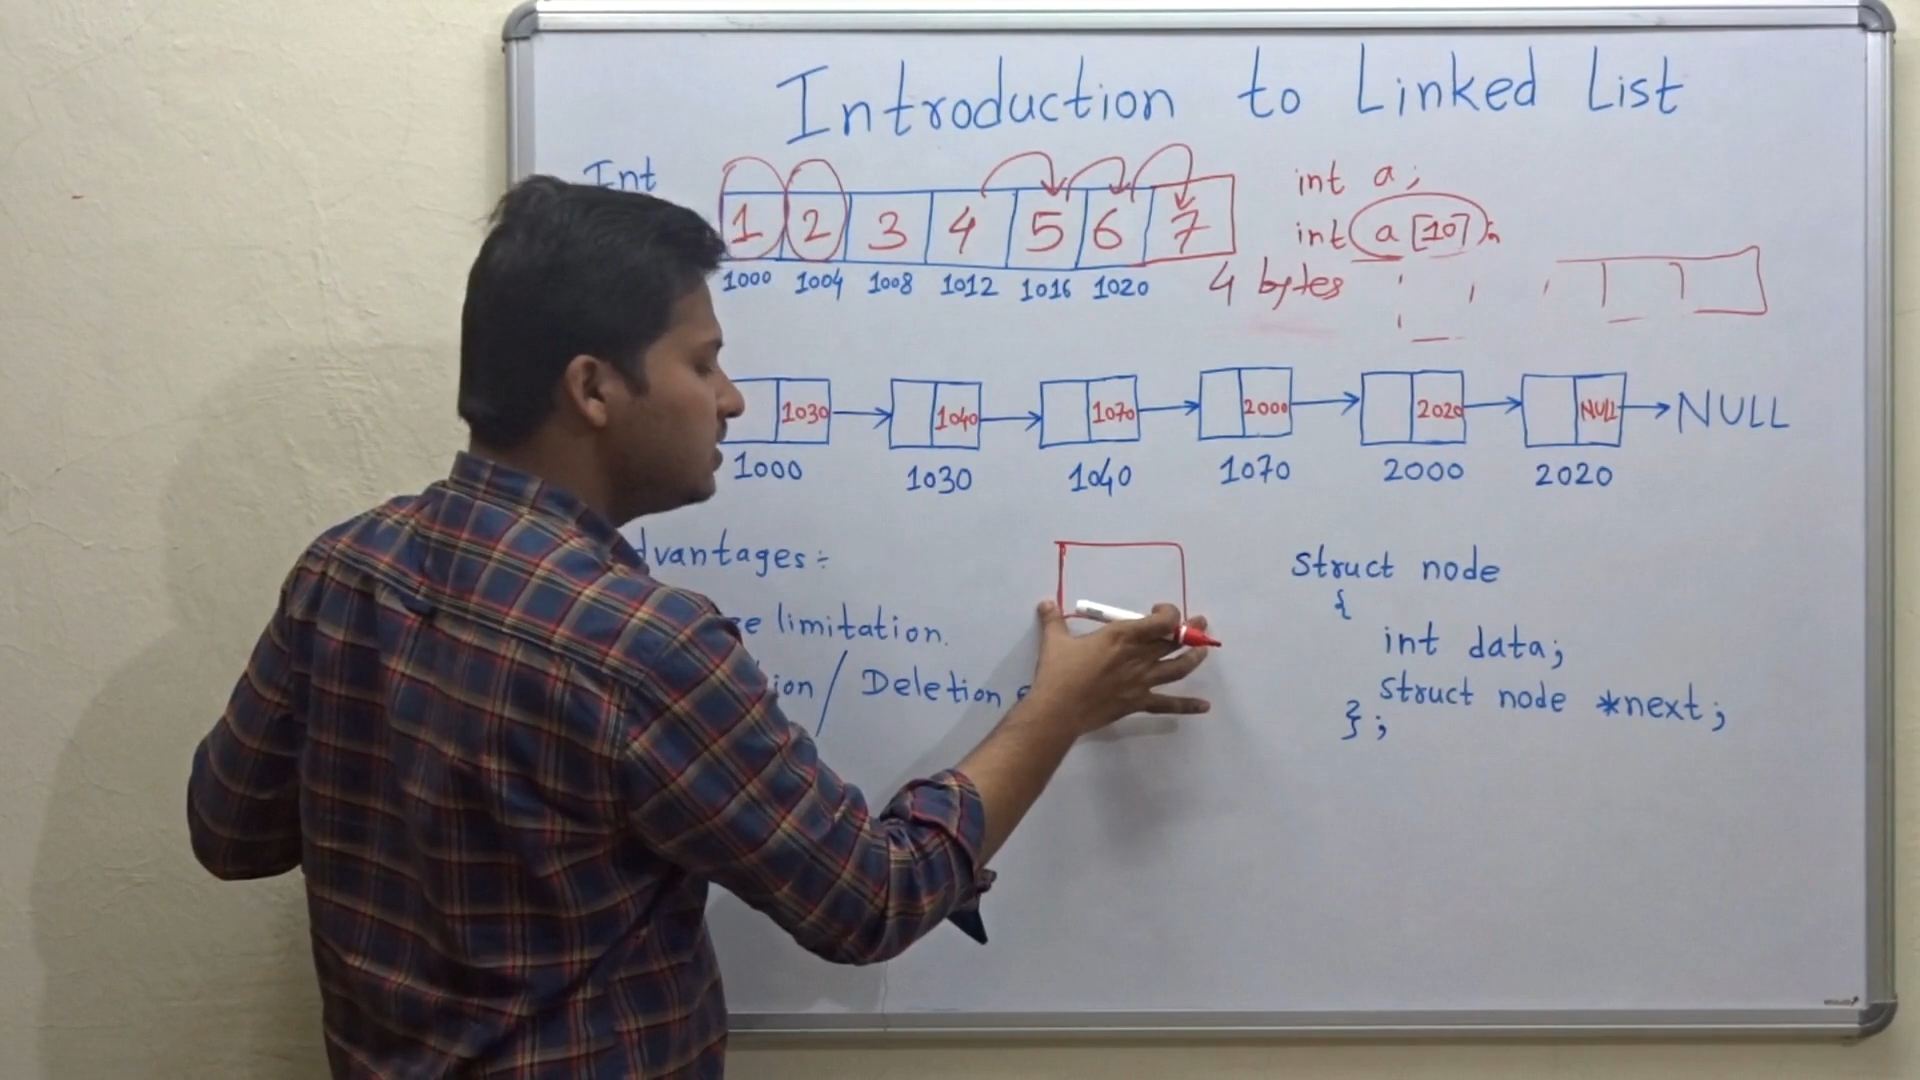 Introduction to Linked List
Int
1 2 3 4 5 6 7
1000 1004 1008 1012 1016 1020
int a;
int a[10];
4 bytes
1030 1040 1070 2000 2020 NULL NULL
1000 1030 1040 1070 2000 2020
dvantages:-
ze limitation.
ion / Deletion
struct node
{
int data;
struct node *next;
};